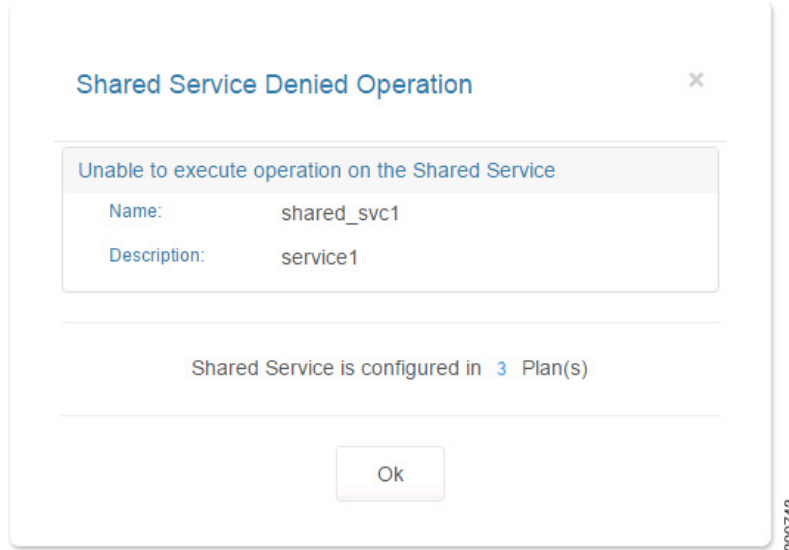 Shared Service Denied Operation ×
Unable to execute operation on the Shared Service
Name: shared_svc1
Description: service1
Shared Service is configured in 3 Plan(s)
Ok